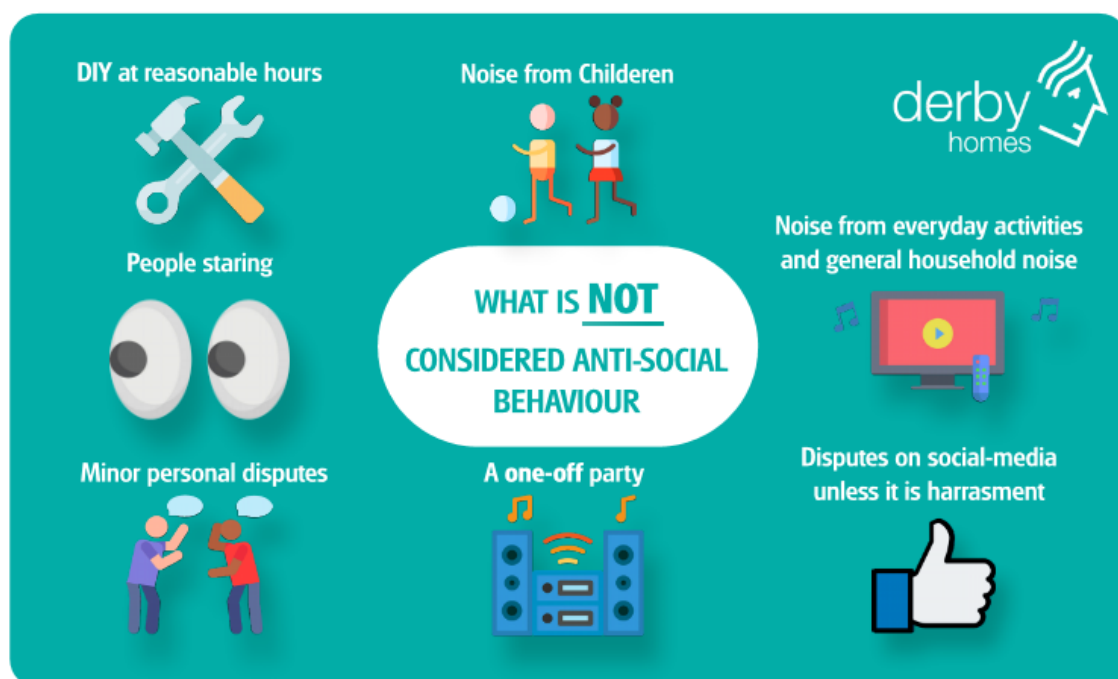 DIY at reasonable hours
Noise from Childeren
derby
homes
People staring
Noise from everyday activities
and general household noise
WHAT IS NOT
CONSIDERED ANTI-SOCIAL
BEHAVIOUR
Minor personal disputes
A one-off party
Disputes on social-media
unless it is harrasment